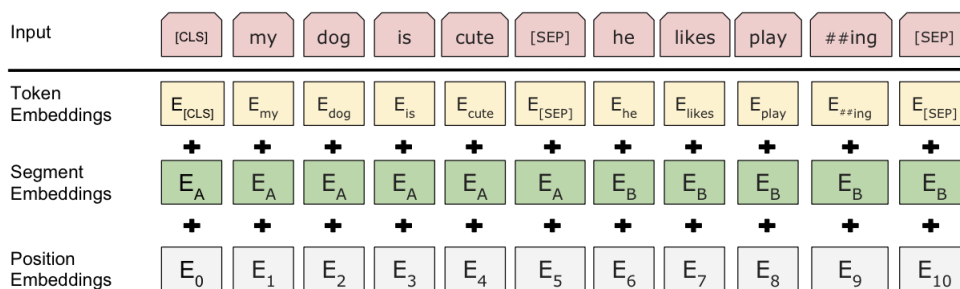 Input [CLS] my dog is cute [SEP] he likes play ##ing [SEP]
Token Embeddings E[CLS] Emy Edog Eis Ecute E[SEP] Ehe Elikes Eplay E##ing E[SEP]
+ + + + + + + + + + +
Segment Embeddings EA EA EA EA EA EA EB EB EB EB EB
+ + + + + + + + + + +
Position Embeddings E0 E1 E2 E3 E4 E5 E6 E7 E8 E9 E10